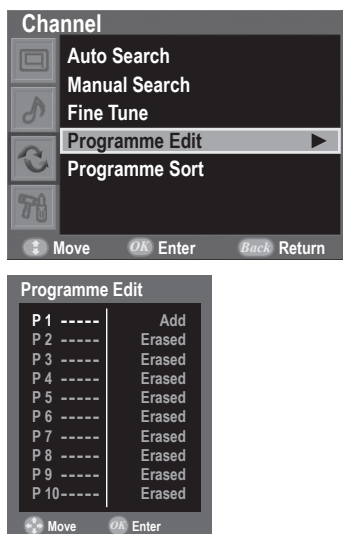 Channel
Auto Search
Manual Search
Fine Tune
Programme Edit
Programme Sort
Move OK Enter Back Return
Programme Edit
P 1 ----- Add
P 2 ----- Erased
P 3 ----- Erased
P 4 ----- Erased
P 5 ----- Erased
P 6 ----- Erased
P 7 ----- Erased
P 8 ----- Erased
P 9 ----- Erased
P 10----- Erased
Move OK Enter